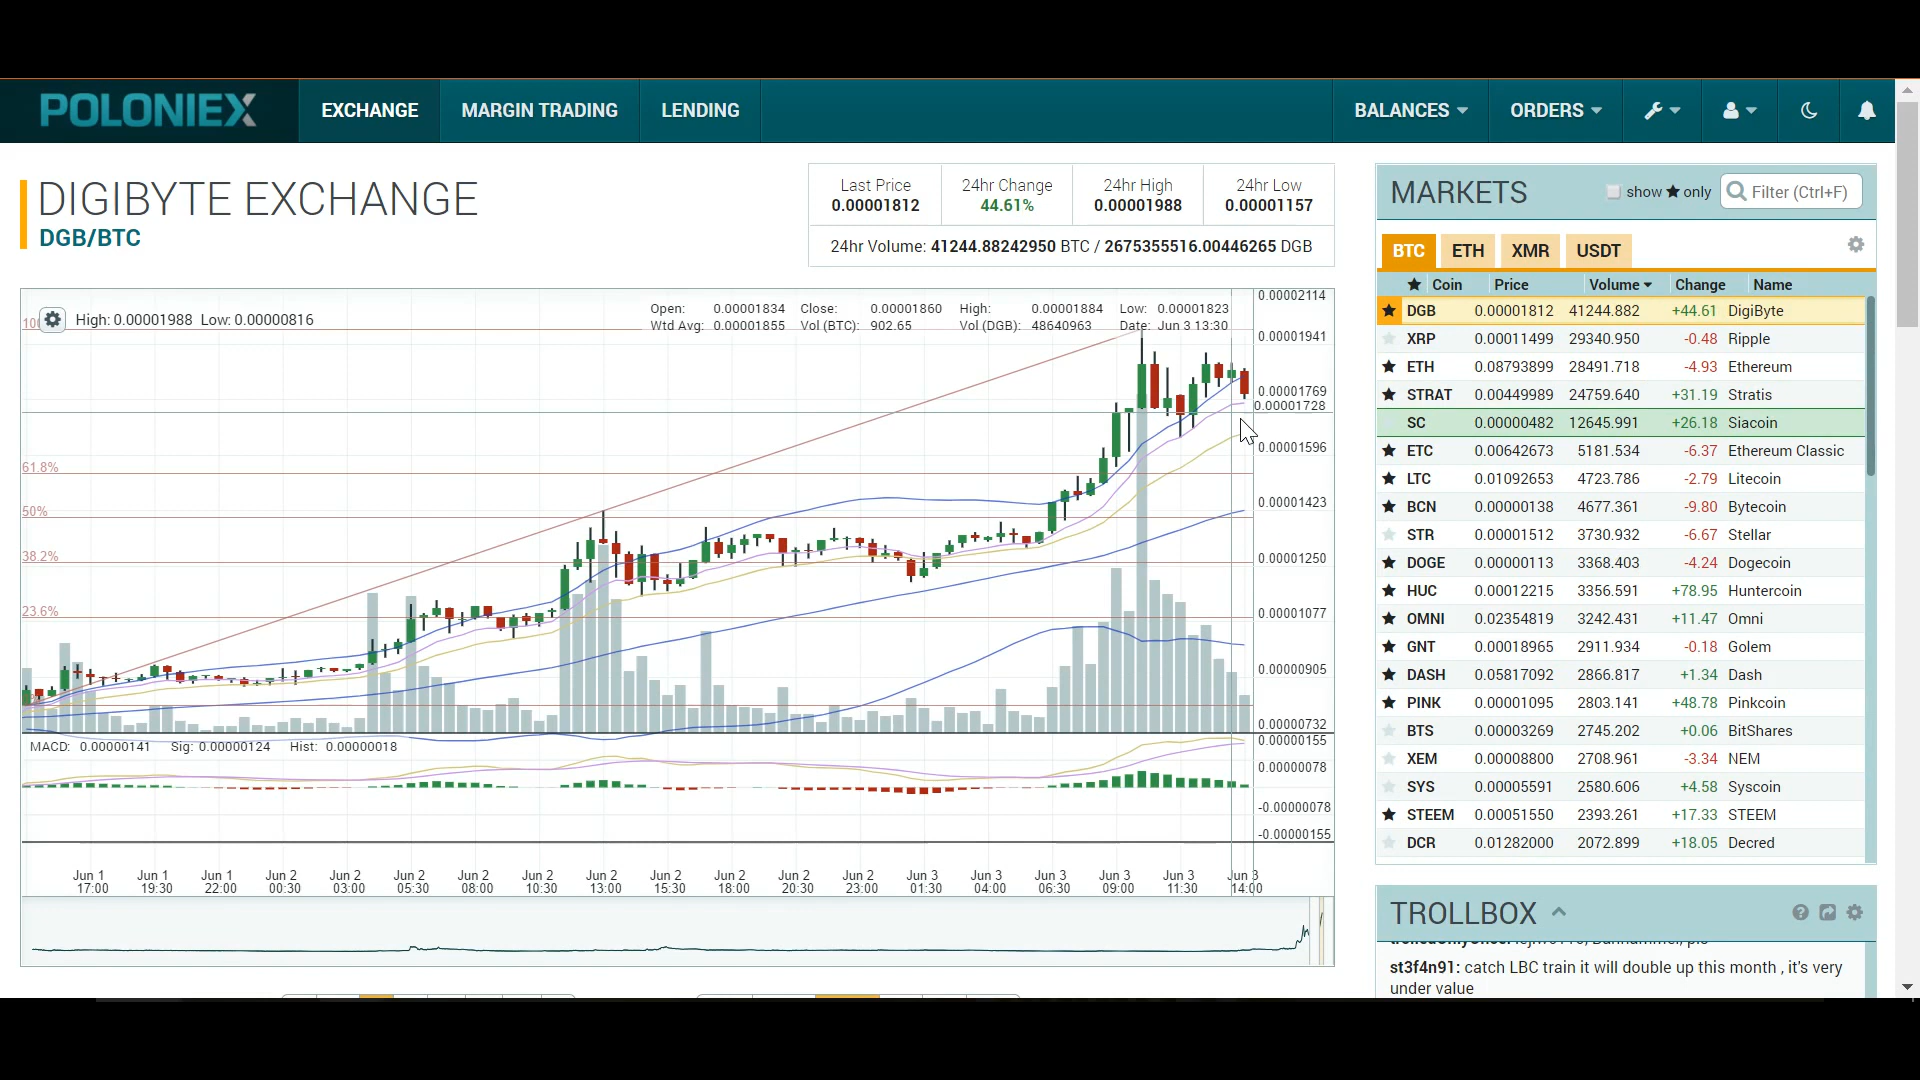 POLONIEX
EXCHANGE
MARGIN TRADING
LENDING
BALANCES
ORDERS
DIGIBYTE EXCHANGE
DGB/BTC
Last Price 24hr Change 24hr High 24hr Low
0.00001812 44.61% 0.00001988 0.00001157
24hr Volume: 41244.88242950 BTC / 2675355516.00446265 DGB
High: 0.00001988 Low: 0.00000816
Open: 0.00001834 Close: 0.00001860 High: 0.00001884 Low: 0.00001823
Wtd Avg: 0.00001855 Vol (BTC): 902.65 Vol (DGB): 48640963 Date: Jun 3 13:30
61.8%
50%
38.2%
23.6%
0.00002114
0.00001941
0.00001769
0.00001728
0.00001596
0.00001423
0.00001250
0.00001077
0.00000905
0.00000732
MACD: 0.00000141 Sig: 0.00000124 Hist: 0.00000018
0.00000155
0.00000078
-0.00000078
-0.00000155
Jun 1 Jun 1 Jun 1 Jun 2 Jun 2 Jun 2 Jun 2 Jun 2 Jun 2 Jun 2 Jun 2 Jun 2 Jun 2 Jun 3 Jun 3 Jun 3 Jun 3 Jun 3 Jun 3
17:00 19:30 22:00 00:30 03:00 05:30 08:00 10:30 13:00 15:30 18:00 20:30 23:00 01:30 04:00 06:30 09:00 11:30 14:00
MARKETS
show ★ only
Filter (Ctrl+F)
BTC ETH XMR USDT
★ Coin Price Volume Change Name
DGB 0.00001812 41244.882 +44.61 DigiByte
XRP 0.00011499 29340.950 -0.48 Ripple
ETH 0.08793899 28491.718 -4.93 Ethereum
STRAT 0.00449989 24759.640 +31.19 Stratis
SC 0.00000482 12645.991 +26.18 Siacoin
ETC 0.00642673 5181.534 -6.37 Ethereum Classic
LTC 0.01092653 4723.786 -2.79 Litecoin
BCN 0.00000138 4677.361 -9.80 Bytecoin
STR 0.00001512 3730.932 -6.67 Stellar
DOGE 0.00000113 3368.403 -4.24 Dogecoin
HUC 0.00012215 3356.591 +78.95 Huntercoin
OMNI 0.02354819 3242.431 +11.47 Omni
GNT 0.00018965 2911.934 -0.18 Golem
DASH 0.05817092 2866.817 +1.34 Dash
PINK 0.00001095 2803.141 +48.78 Pinkcoin
BTS 0.00003269 2745.202 +0.06 BitShares
XEM 0.00008800 2708.961 -3.34 NEM
SYS 0.00005591 2580.606 +4.58 Syscoin
STEEM 0.00051550 2393.261 +17.33 STEEM
DCR 0.01282000 2072.899 +18.05 Decred
TROLLBOX
st3f4n91: catch LBC train it will double up this month , it's very
under value